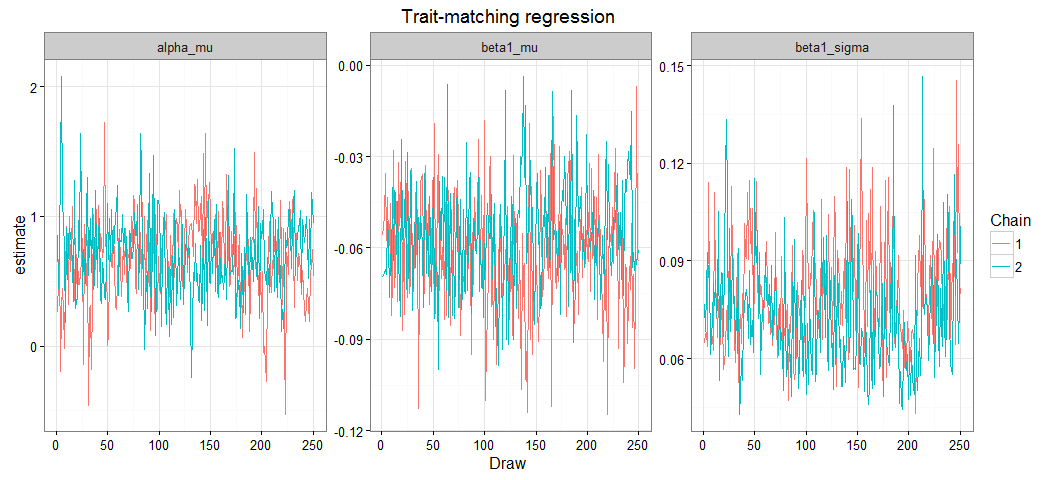 Trait-matching regression
alpha_mu
beta1_mu
beta1_sigma
estimate
2
1
0
0.00
-0.03
-0.06
-0.09
-0.12
0.15
0.12
0.09
0.06
0 50 100 150 200 250
0 50 100 150 200 250
0 50 100 150 200 250
Draw
Chain
1
2